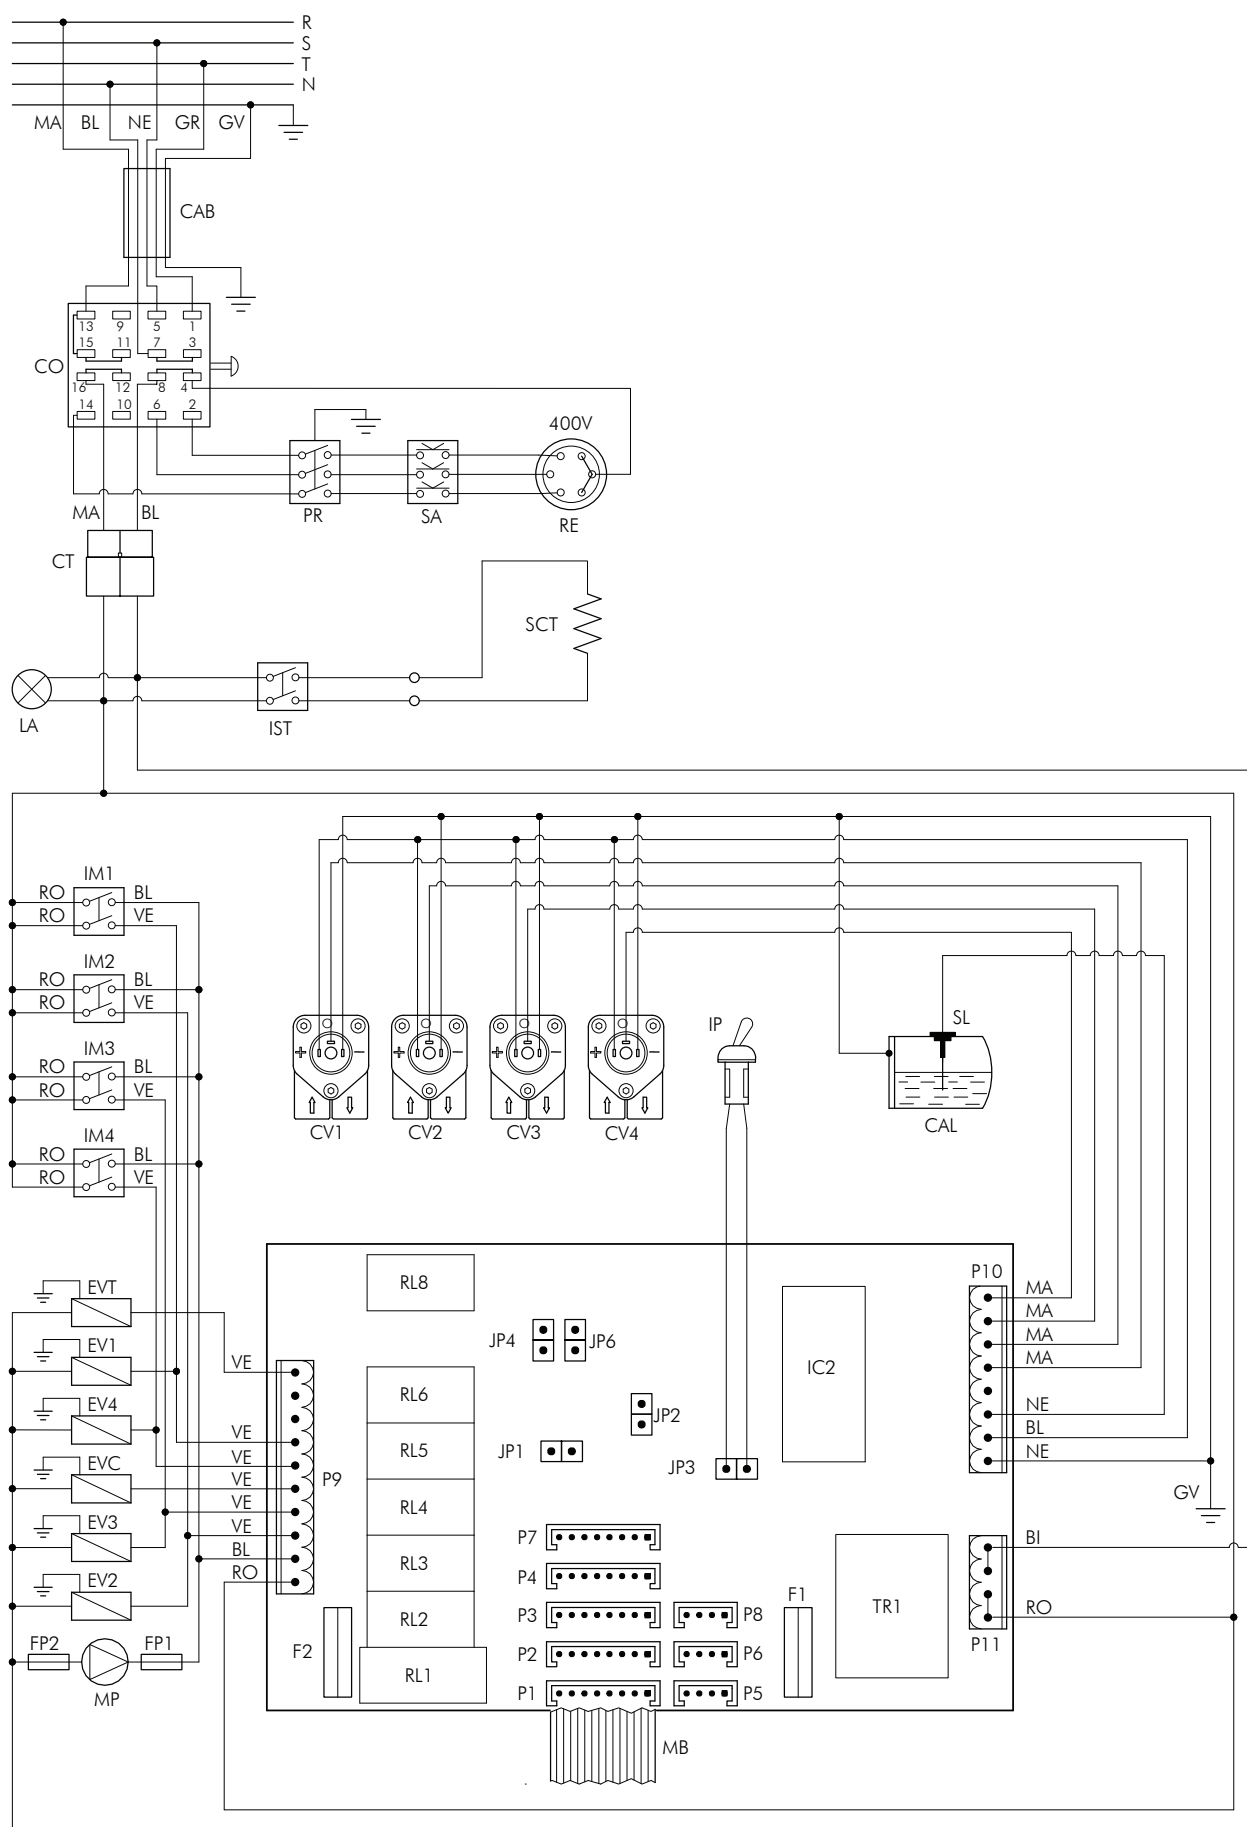 R
S
T
N
MA BL NE GR GV
CAB
13 9 5 1
15 11 7 3
CO
16 12 8 4
14 10 6 2
400V
PR SA RE
MA BL
CT
SCT
LA
IST
IM1
RO BL
RO VE
IM2
RO BL
RO VE
IM3
RO BL
RO VE
IM4
RO BL
RO VE
IP
SL
CV1 CV2 CV3 CV4
CAL
EVT
EV1
EV4
EVC
EV3
EV2
FP2 FP1
MP
VE
VE
VE
VE
VE
VE
BL
RO
P9
RL8
JP4 JP6
RL6
JP2
RL5
JP1
JP3
RL4
RL3
RL2
RL1
F2
IC2
P7
P4
P3 P8
P2 P6
P1 P5
F1
TR1
P10
MA
MA
MA
MA
NE
BL
NE
GV
BI
RO
P11
MB